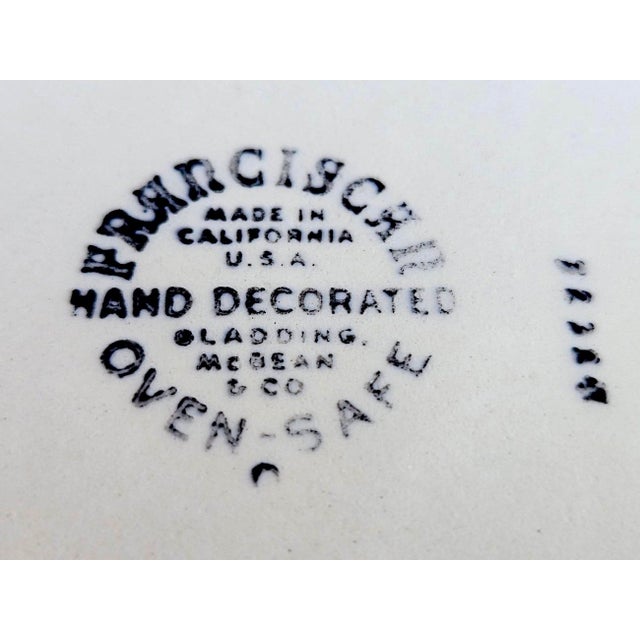 FRANCISCAN
MADE IN
CALIFORNIA
U.S.A.
HAND DECORATED
GLADDING,
McBEAN
& CO
OVEN-SAFE